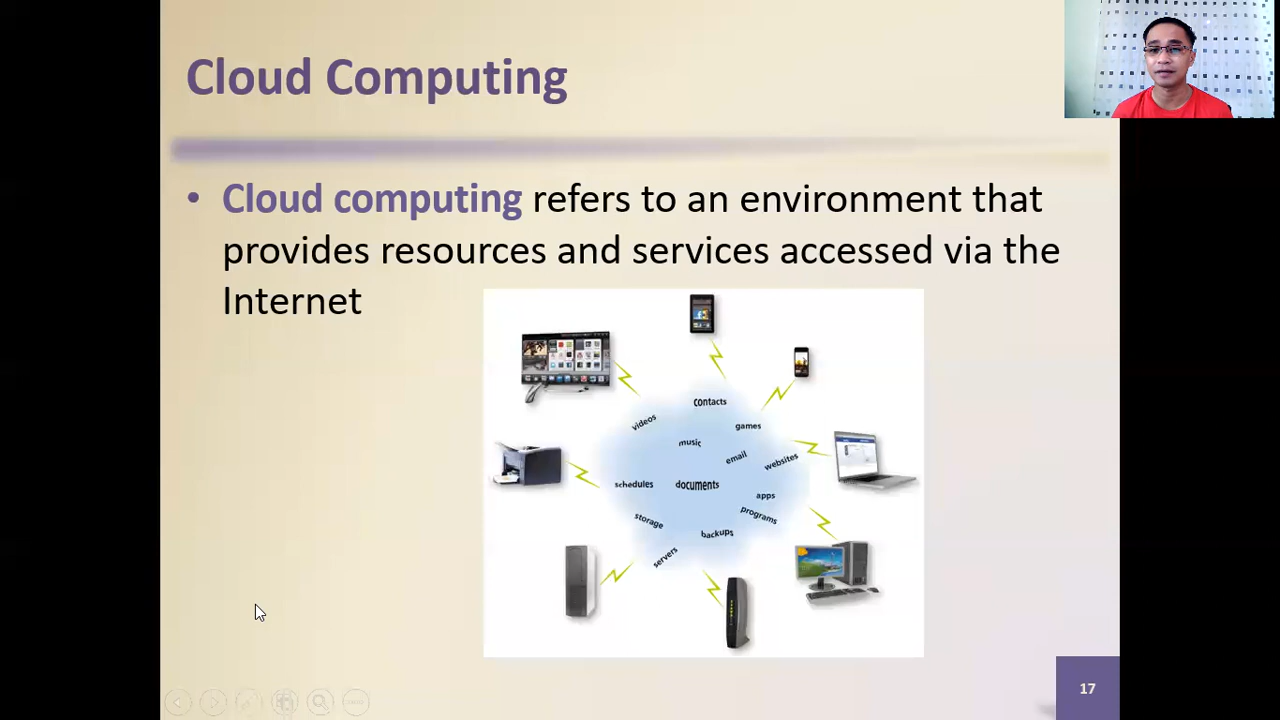 Cloud Computing
• Cloud computing refers to an environment that
provides resources and services accessed via the
Internet
contacts
videos
games
music
email
websites
schedules
documents
apps
storage
programs
backups
servers
17